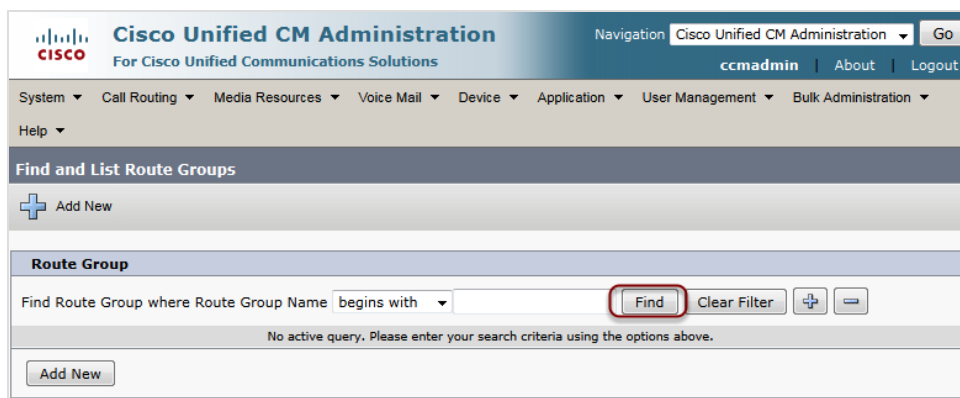 Cisco Unified CM Administration
Navigation Cisco Unified CM Administration Go
CISCO
For Cisco Unified Communications Solutions
ccmadmin | About | Logout
System Call Routing Media Resources Voice Mail Device Application User Management Bulk Administration
Help
Find and List Route Groups
Add New
Route Group
Find Route Group where Route Group Name begins with Find Clear Filter
No active query. Please enter your search criteria using the options above.
Add New